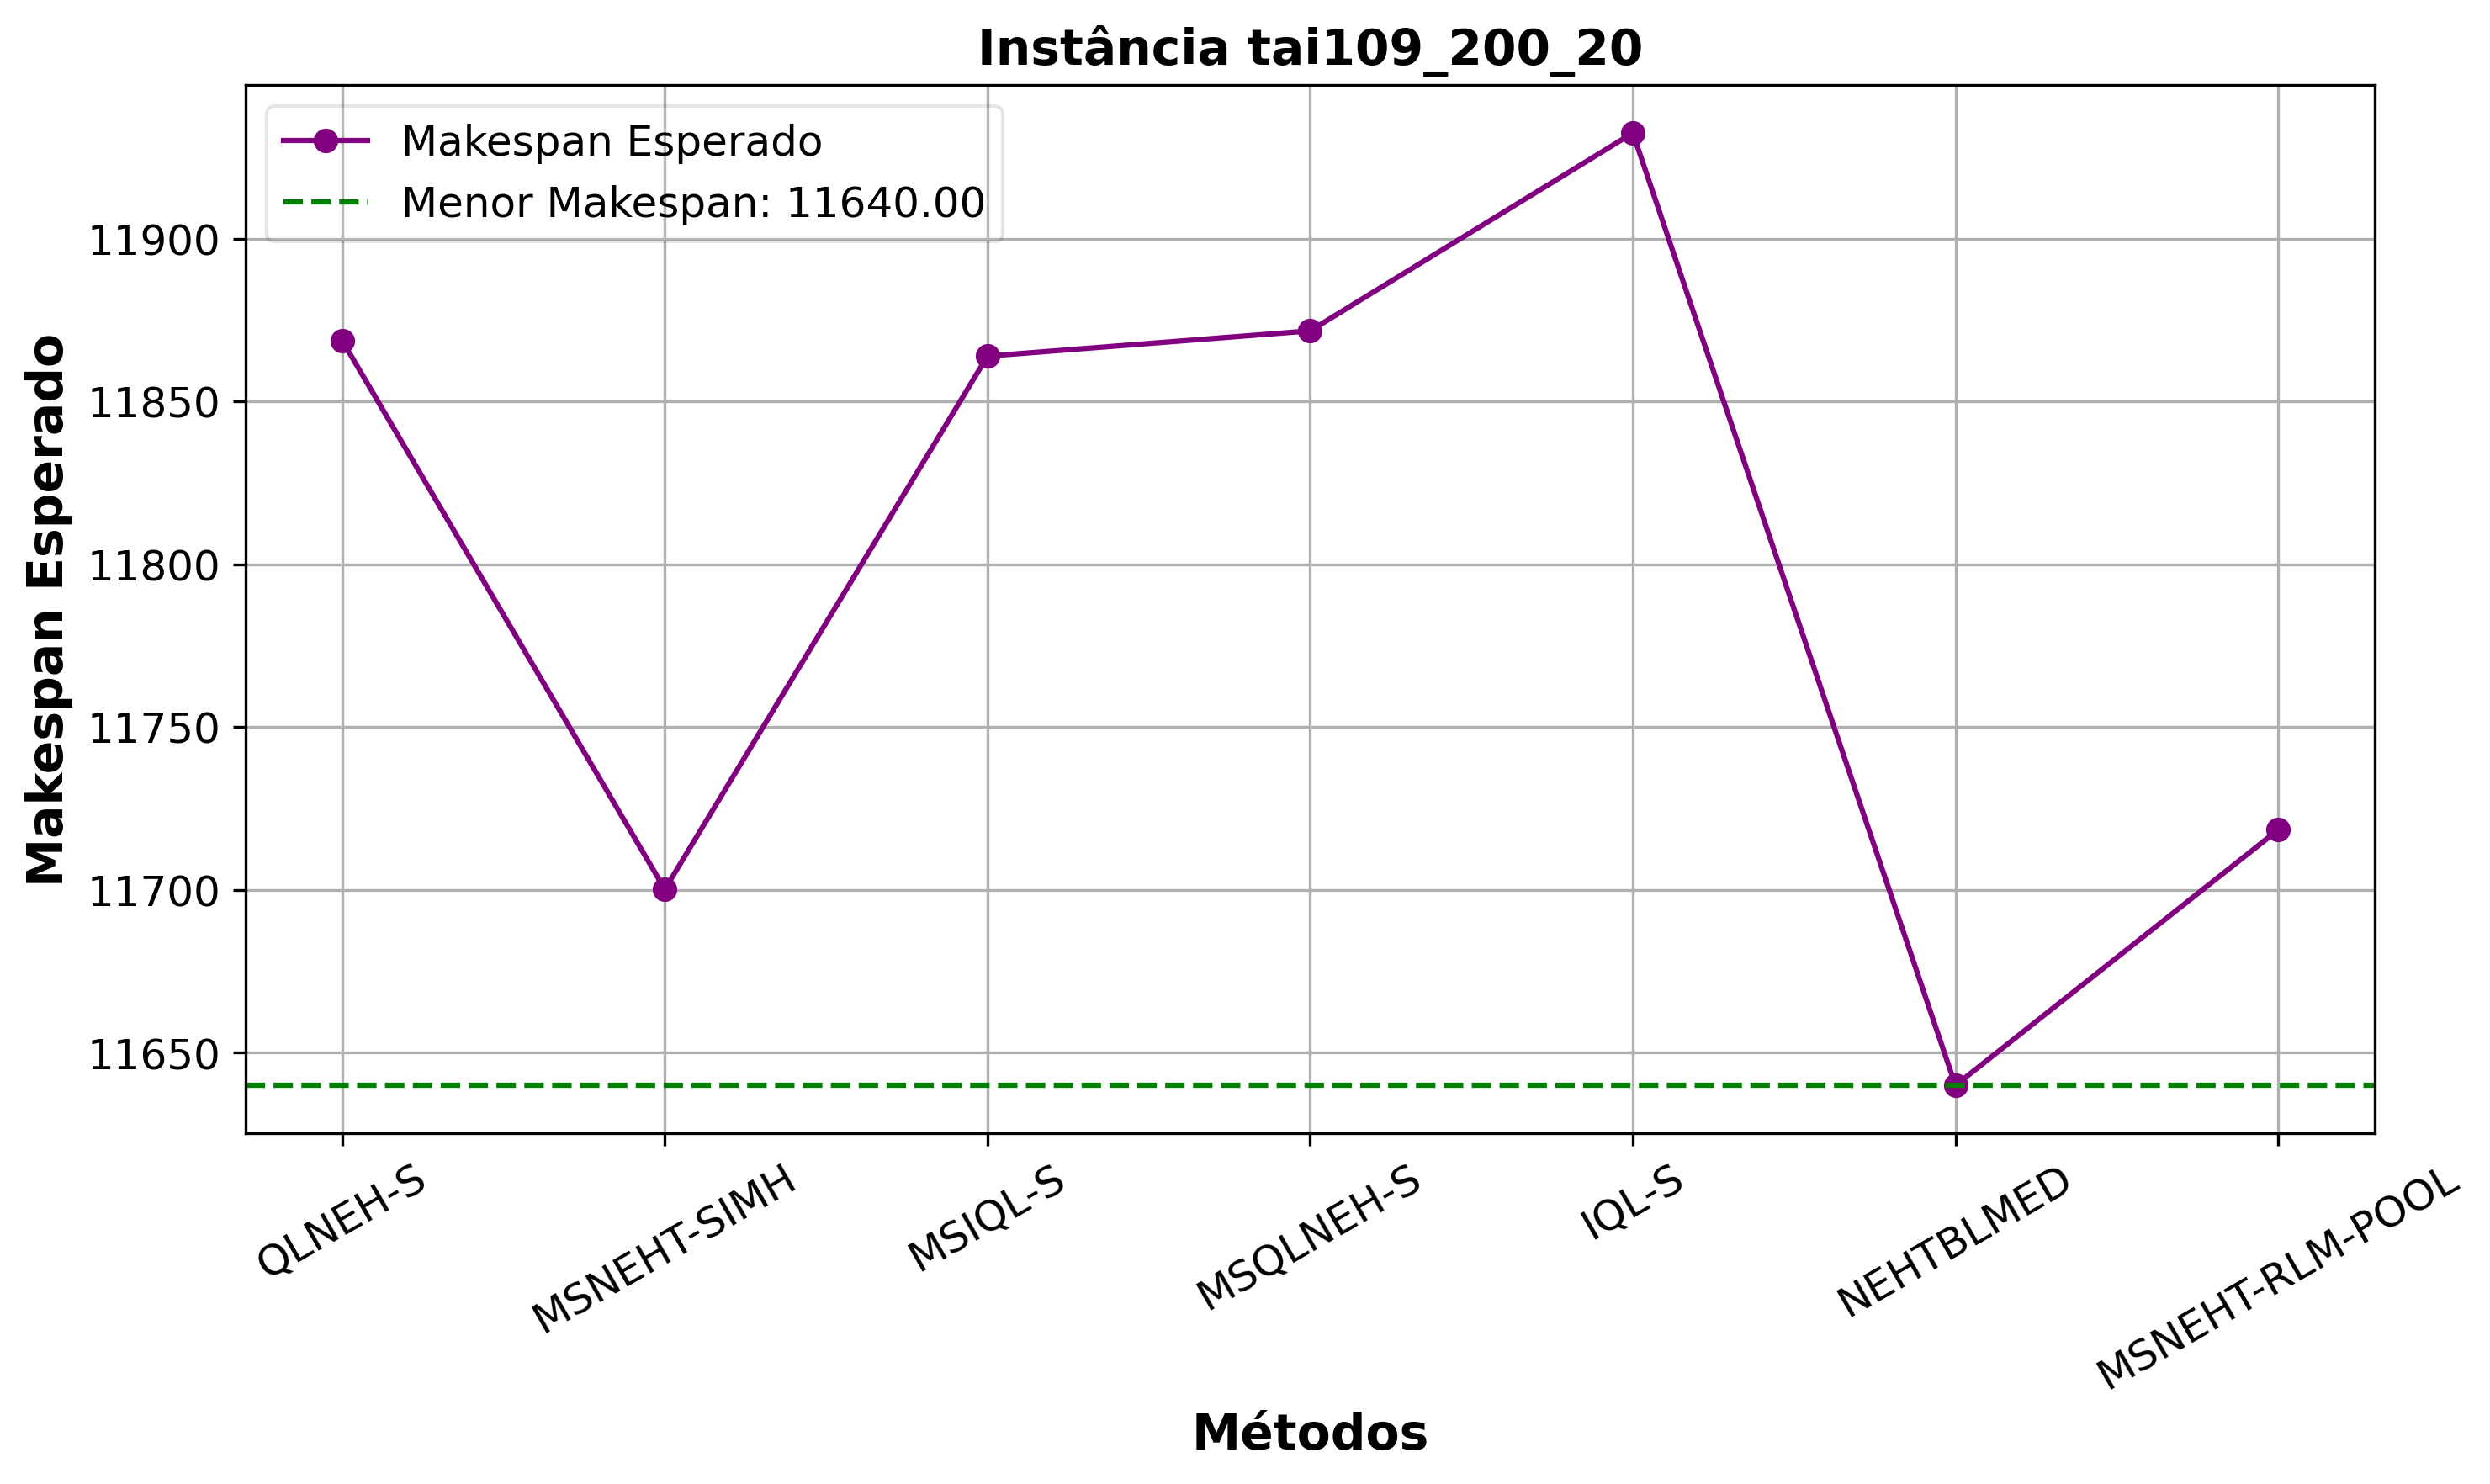 Instância tai109_200_20
Makespan Esperado
Menor Makespan: 11640.00
Makespan Esperado
11900
11850
11800
11750
11700
11650
QLNEH-S
MSNEHT-SIMH
MSIQL-S
MSQLNEH-S
IQL-S
NEHTBLMED
MSNEHT-RLM-POOL
Métodos